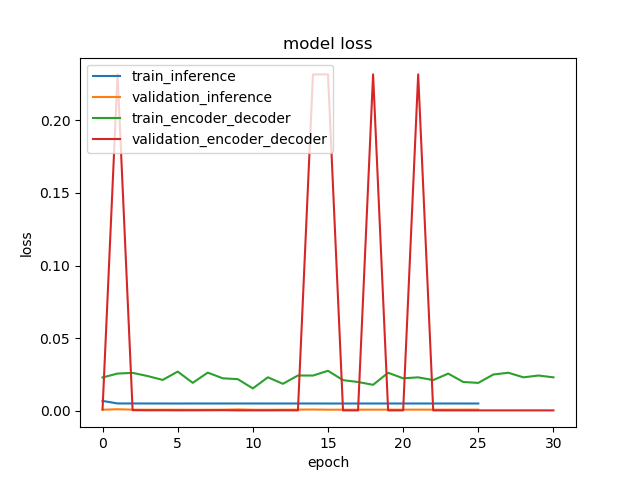 model loss
train_inference
validation_inference
train_encoder_decoder
validation_encoder_decoder
loss
0.20
0.15
0.10
0.05
0.00
0 5 10 15 20 25 30
epoch